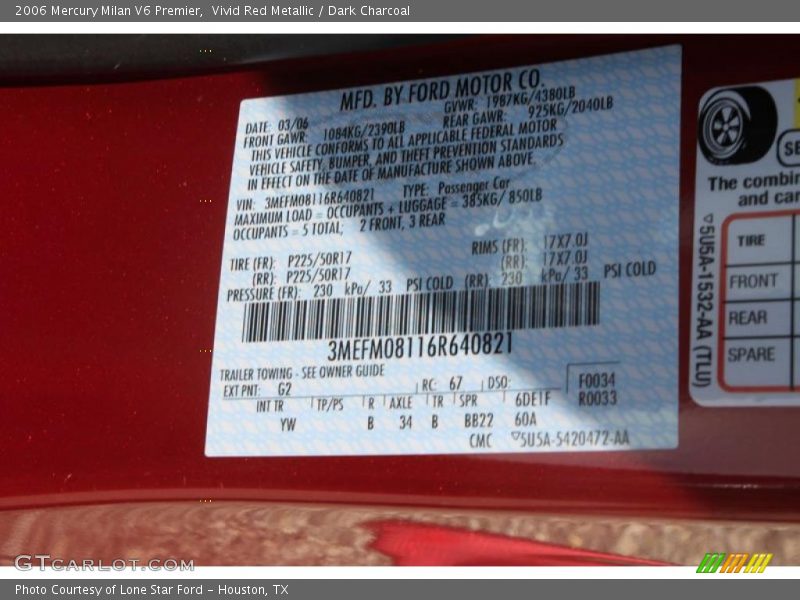 2006 Mercury Milan V6 Premier,  Vivid Red Metallic / Dark Charcoal
MFD. BY FORD MOTOR CO.
DATE: 03/06 GVWR: 1987KG/4380LB
FRONT GAWR: 1084KG/2390LB REAR GAWR: 925KG/2040LB
THIS VEHICLE CONFORMS TO ALL APPLICABLE FEDERAL MOTOR
VEHICLE SAFETY, BUMPER, AND THEFT PREVENTION STANDARDS
IN EFFECT ON THE DATE OF MANUFACTURE SHOWN ABOVE.
VIN: 3MEFM08116R640821 TYPE: Passenger Car
MAXIMUM LOAD = OCCUPANTS + LUGGAGE = 385KG/ 850LB
OCCUPANTS = 5 TOTAL; 2 FRONT, 3 REAR
TIRE (FR): P225/50R17 RIMS (FR): 17X7.0J
(RR): P225/50R17 (RR): 17X7.0J
PRESSURE (FR): 230 kPa/ 33 PSI COLD (RR): 230 kPa/ 33 PSI COLD
3MEFM08116R640821
TRAILER TOWING - SEE OWNER GUIDE
EXT PNT: G2 RC: 67 DSO: F0034
INT TR TP/PS R AXLE TR SPR 6DE1F R0033
YW B 34 B BB22 60A
CMC 5U5A-5420472-AA
SE
The combin
and car
5U5A-1532-AA (TLU)
TIRE
FRONT
REAR
SPARE
GTCARLOT.COM
Photo Courtesy of Lone Star Ford - Houston, TX